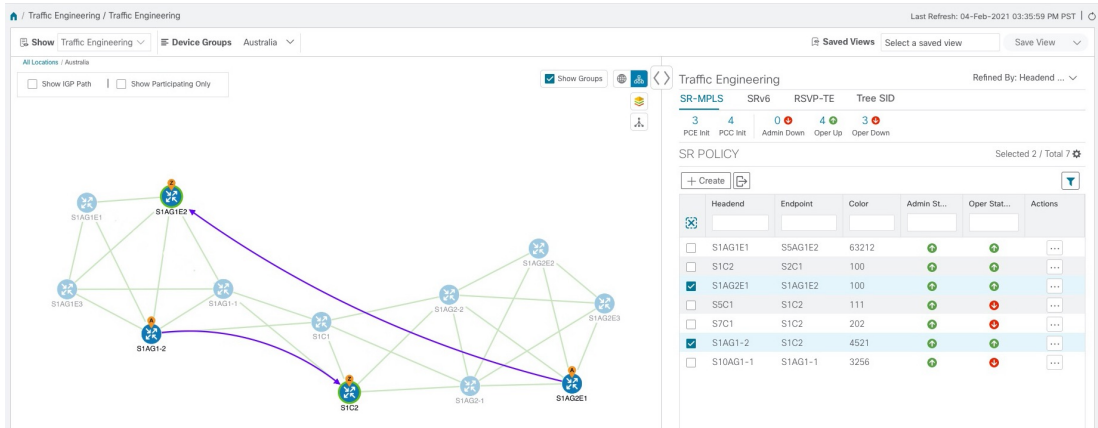 / Traffic Engineering / Traffic Engineering
Last Refresh: 04-Feb-2021 03:35:59 PM PST
Show Traffic Engineering Device Groups Australia
Saved Views Select a saved view Save View
All Locations / Australia
Show IGP Path | Show Participating Only
Show Groups
Traffic Engineering
Refined By: Headend ...
SR-MPLS SRv6 RSVP-TE Tree SID
3 4 0 4 3
PCE Init PCC Init Admin Down Oper Up Oper Down
SR POLICY
Selected 2 / Total 7
+ Create
Headend Endpoint Color Admin St... Oper Stat... Actions
S1AG1E1 S5AG1E2 63212 ...
S1C2 S2C1 100 ...
S1AG2E1 S1AG1E2 100 ...
S5C1 S1C2 111 ...
S7C1 S1C2 202 ...
S1AG1-2 S1C2 4521 ...
S10AG1-1 S1AG1-1 3256 ...
Z
S1AG1E1
S1AG1E2
S1AG2E2
S1AG1E3
S1AG1-1
S1AG2-2
S1AG2E3
A
S1AG1-2
S1C1
Z
S1C2
S1AG2-1
A
S1AG2E1